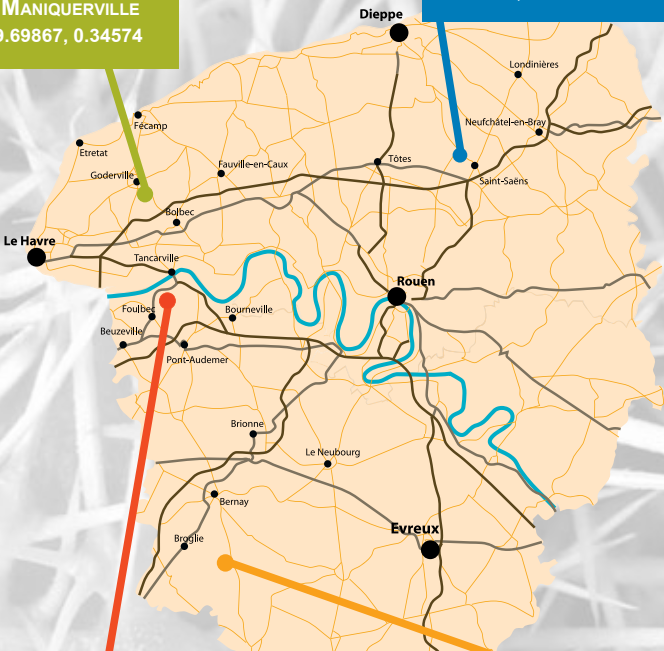 MANIQUERVILLE
.69867, 0.34574
Dieppe
Londinières
Neufchâtel-en-Bray
Fécamp
Etretat
Tôtes
Fauville-en-Caux
Saint-Saëns
Goderville
Bolbec
Le Havre
Tancarville
Rouen
Foulbec
Bourneville
Beuzeville
Pont-Audemer
Brionne
Le Neubourg
Bernay
Evreux
Broglie